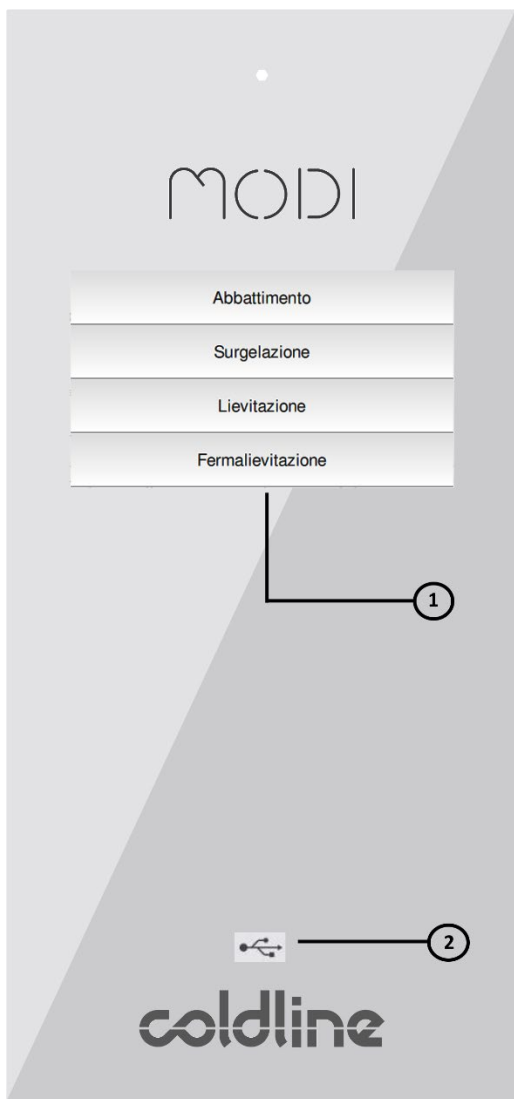 MODI
Abbattimento
Surgelazione
Lievitazione
Fermalievitazione
1
2
coldline